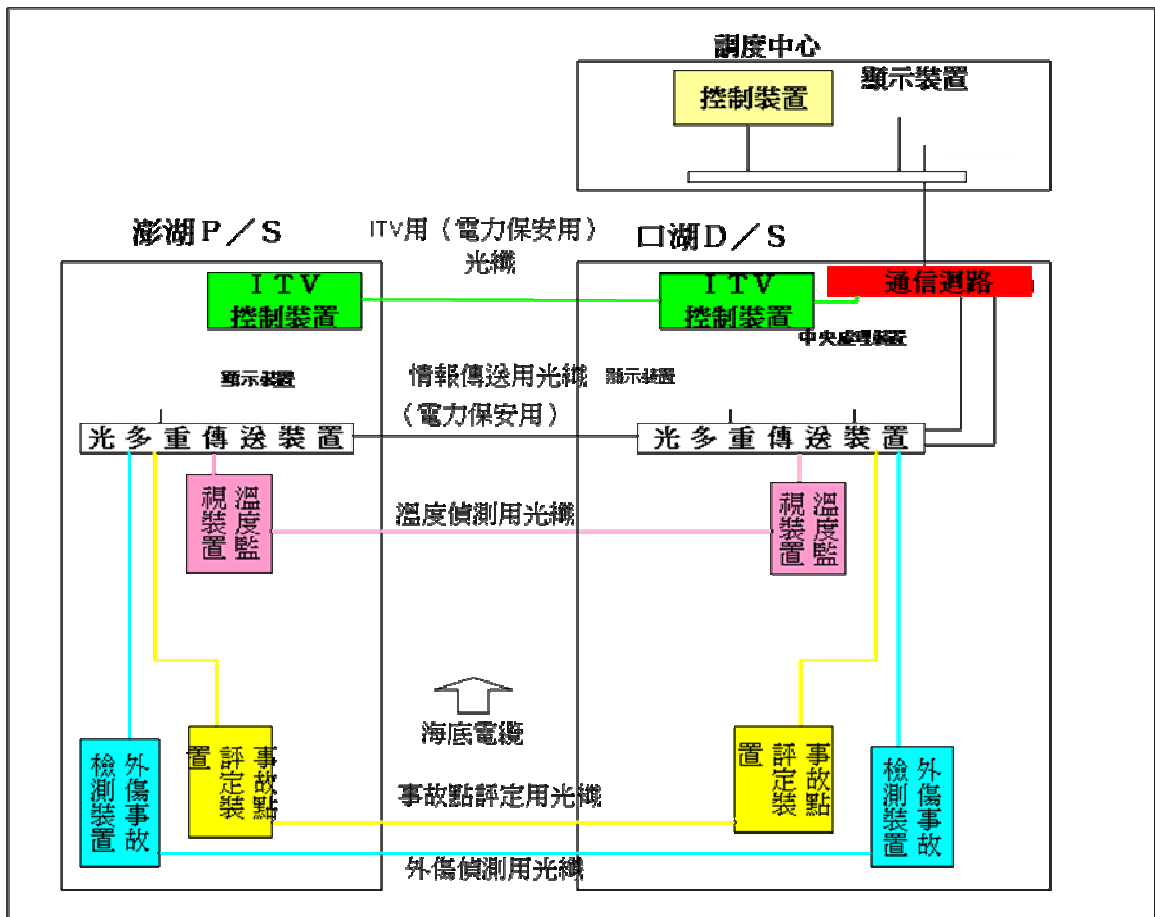 調度中心
控制裝置
顯示裝置
澎湖Ｐ／Ｓ
ITV用（電力保安用）
光纖
口湖Ｄ／Ｓ
ＩＴＶ
控制裝置
ＩＴＶ
控制裝置
通信迴路
中央處理裝置
顯示裝置
情報傳送用光纖
（電力保安用）
顯示裝置
光多重傳送裝置
光多重傳送裝置
溫度監
視裝置
溫度偵測用光纖
溫度監
視裝置
海底電纜
外傷事故
檢測裝置
事故點
評定裝
置
事故點評定用光纖
事故點
評定裝
置
外傷事故
檢測裝置
外傷偵測用光纖